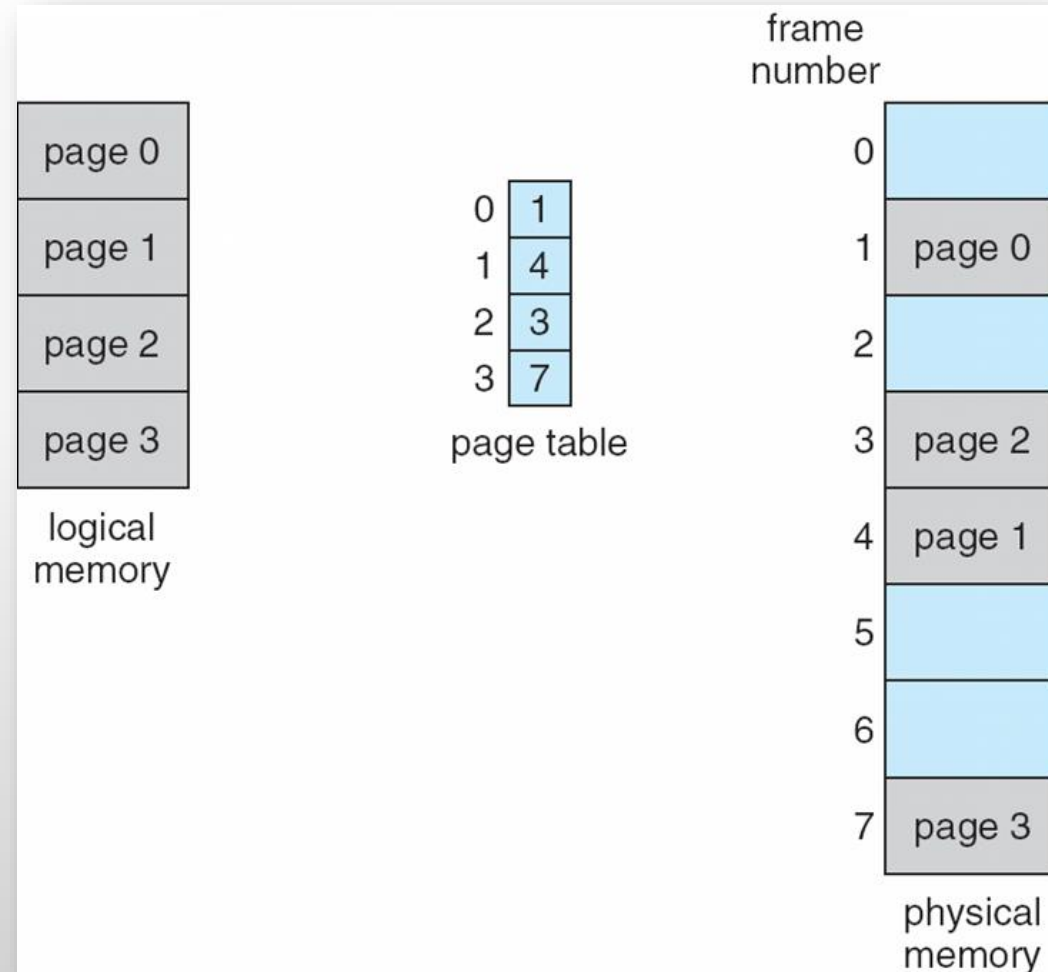 page 0
page 1
page 2
page 3
logical
memory
0 1
1 4
2 3
3 7
page table
frame
number
0
1 page 0
2
3 page 2
4 page 1
5
6
7 page 3
physical
memory